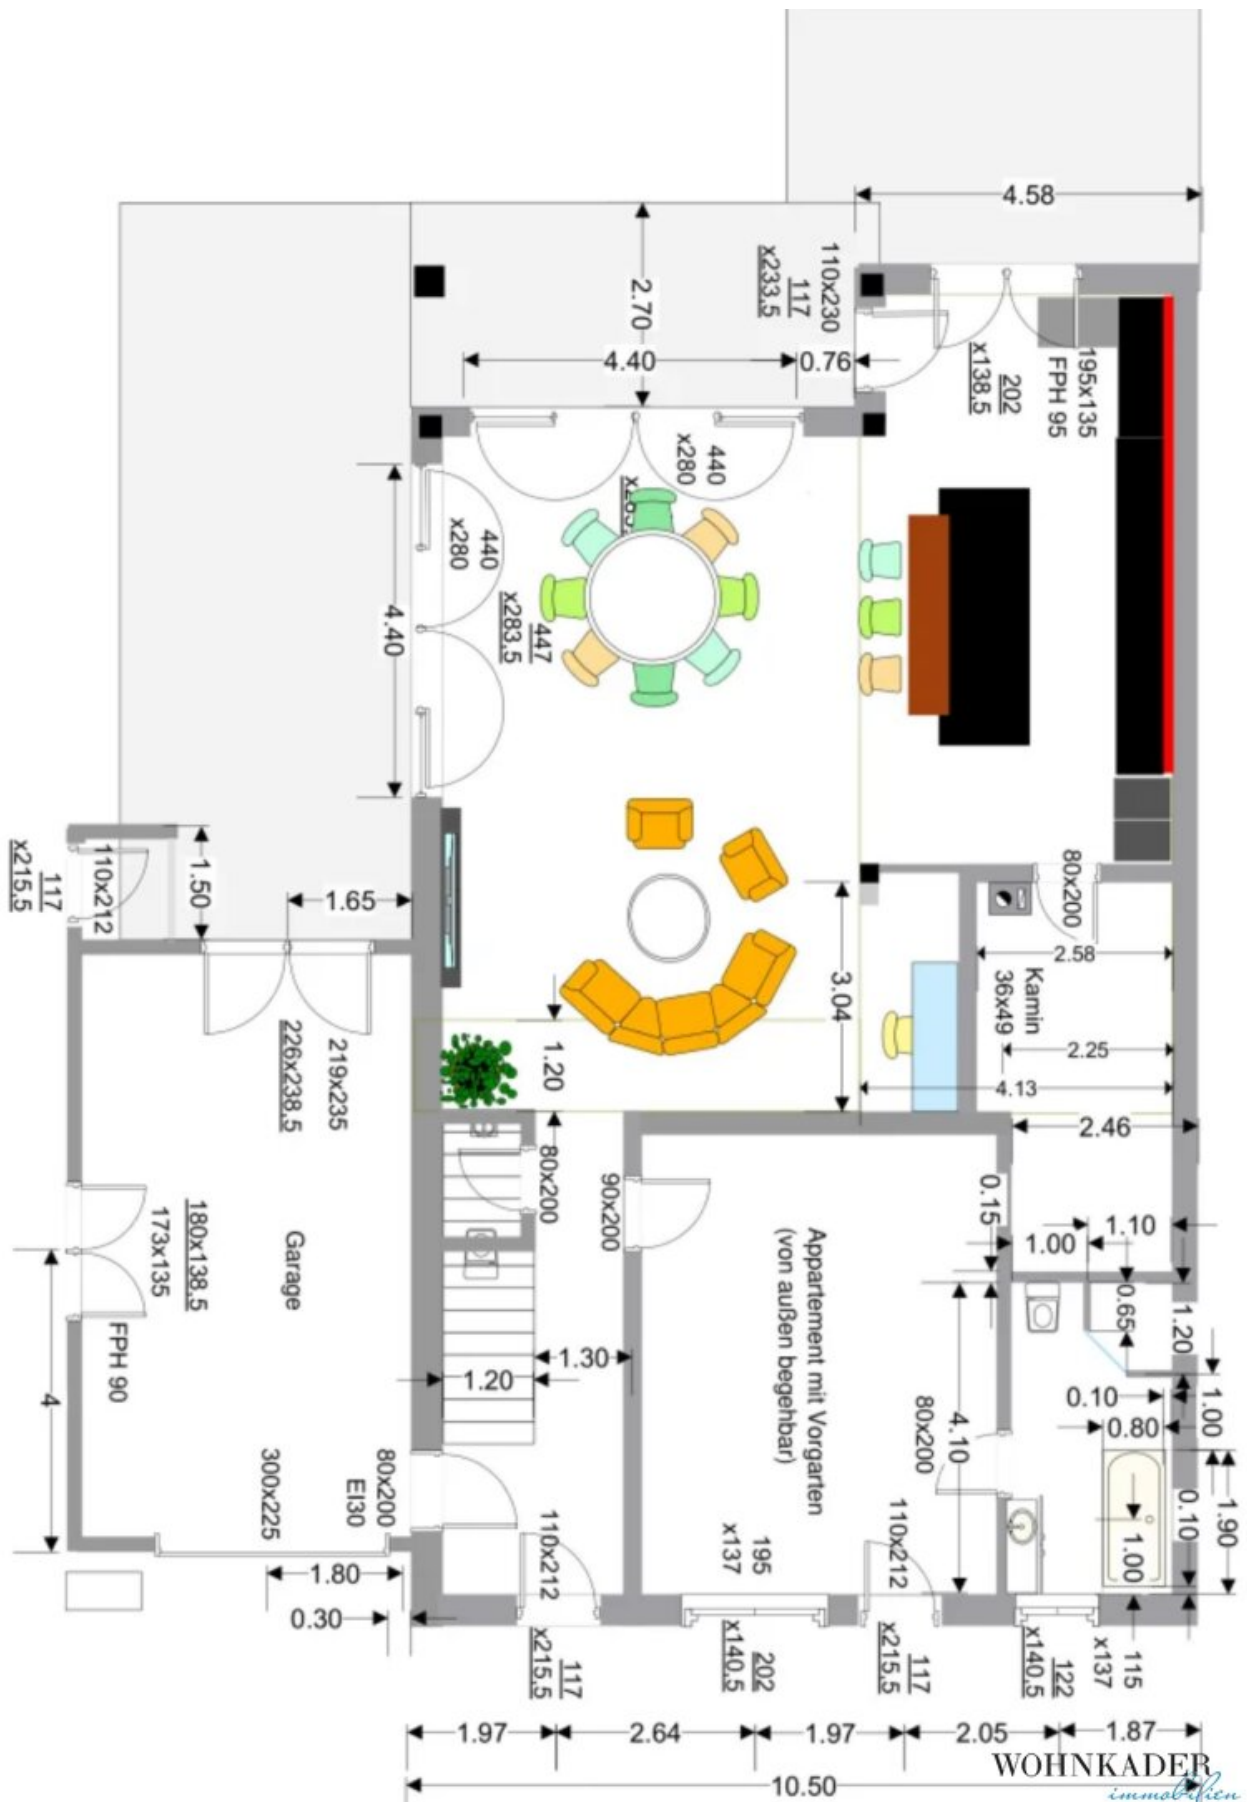 4.58
110x230
117
x233,5
2.70
4.40
0.76
195x135
FPH 95
202
x138,5
440
x280
440
x280
447
x283,5
4.40
1.50
1.65
110x212
117
x215,5
80x200
2.58
Kamin
36x49
3.04
2.25
4.13
1.20
2.46
219x235
226x238,5
80x200
90x200
0.15
1.10
1.00
0.65
1.20
Garage
180x138,5
173x135
FPH 90
4
Appartement mit Vorgarten
(von außen begehbar)
1.30
1.20
0.10
0.80
1.00
80x200
4.10
300x225
80x200
EI30
110x212
195
x137
110x212
0.10
1.90
1.00
1.80
0.30
117
x215,5
202
x140,5
117
x215,5
115
x137
122
x140,5
1.97
2.64
1.97
2.05
1.87
10.50
WOHNKADER
immobilien